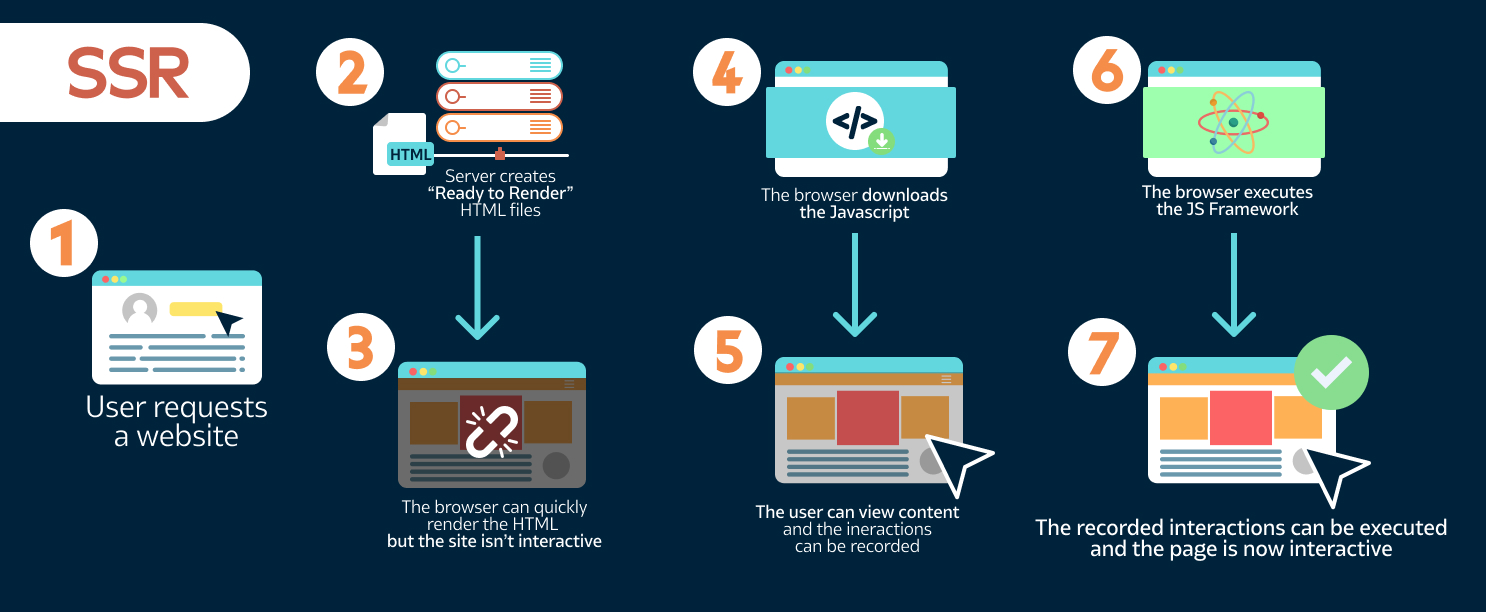 SSR
1
User requests
a website
2
HTML
Server creates
“Ready to Render”
HTML files
3
The browser can quickly
render the HTML
but the site isn’t interactive
4
</>
The browser downloads
the Javascript
5
The user can view content
and the ineractions
can be recorded
6
The browser executes
the JS Framework
7
The recorded interactions can be executed
and the page is now interactive